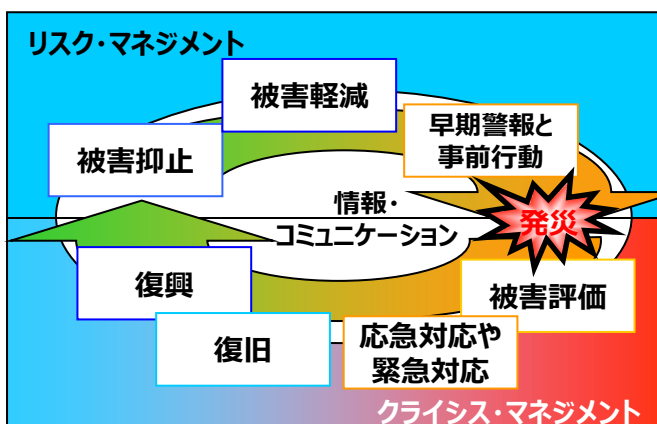 リスク・マネジメント
被害軽減
早期警報と
事前行動
被害抑止
情報・
コミュニケーション
発災
復興
被害評価
復旧
応急対応や
緊急対応
クライシス・マネジメント